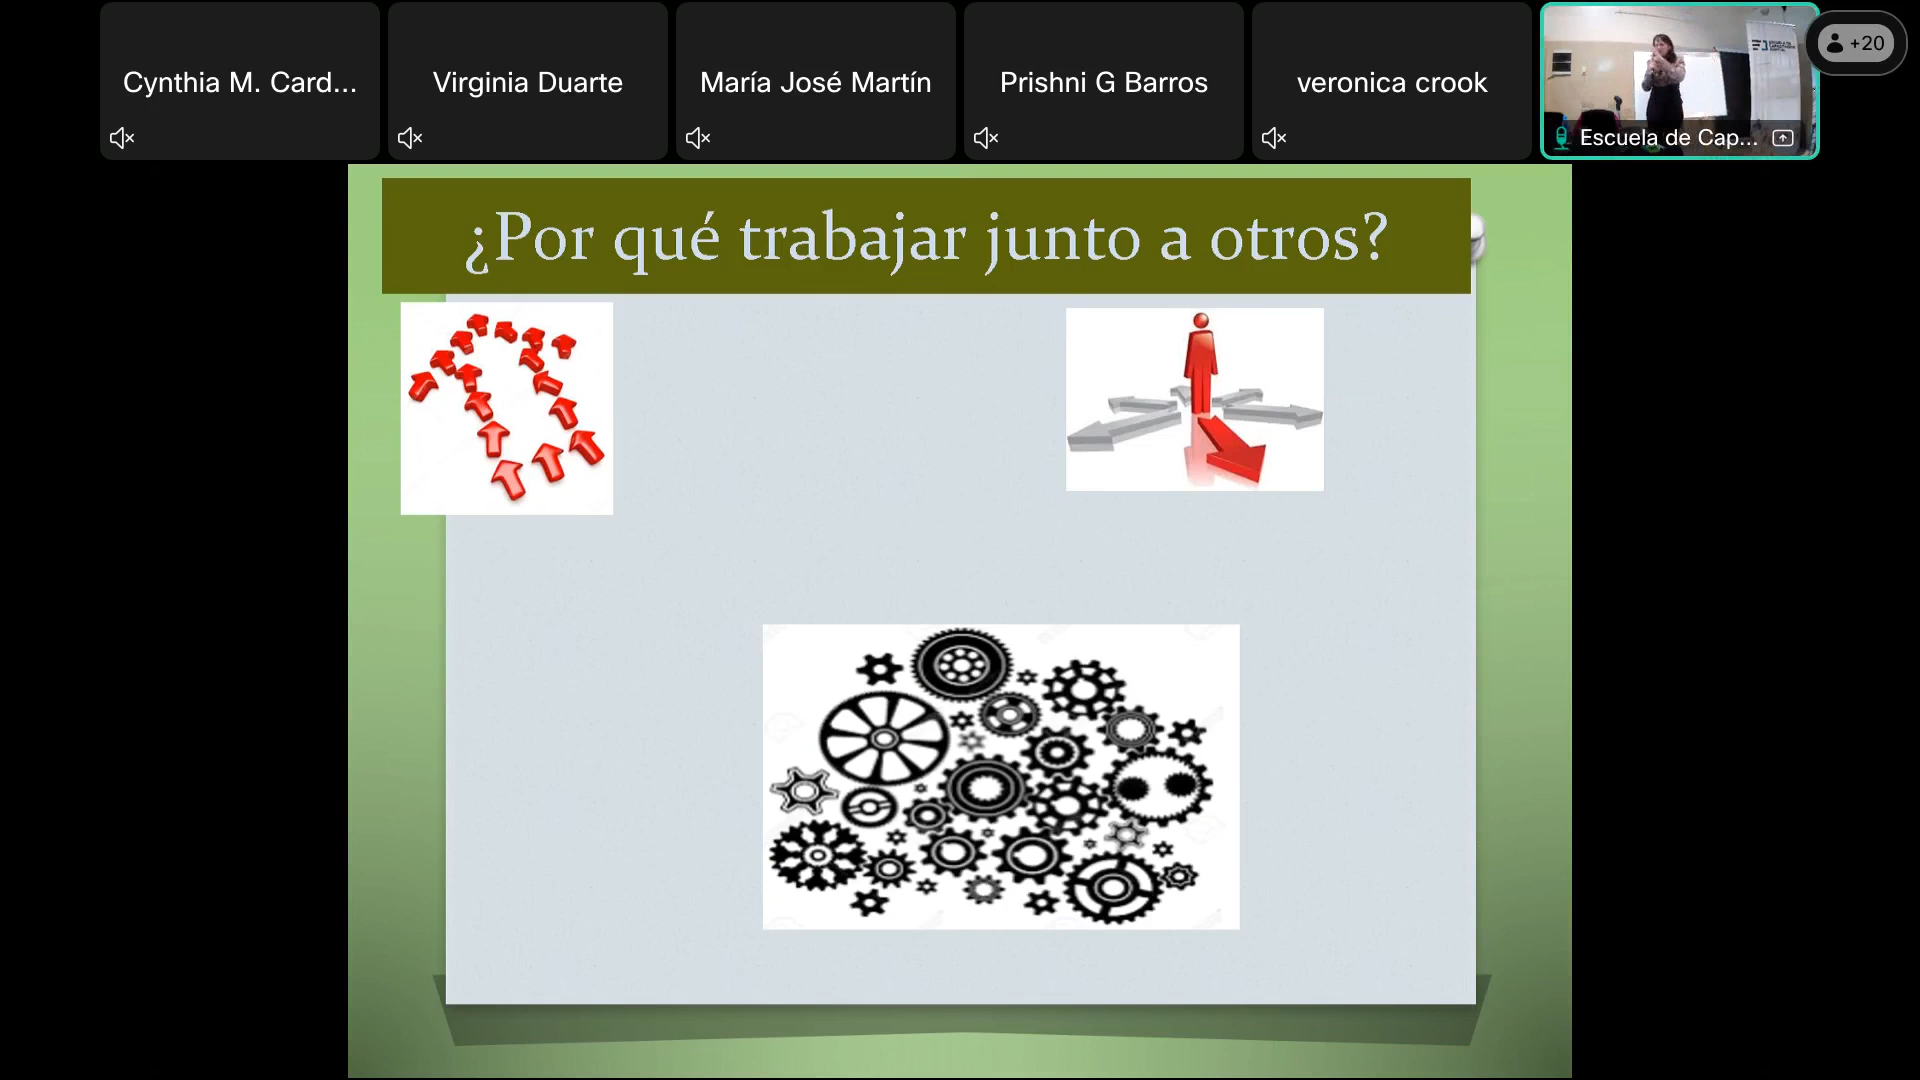 Cynthia M. Card...
Virginia Duarte
María José Martín
Prishni G Barros
veronica crook
Escuela de Cap...
+20
¿Por qué trabajar junto a otros?